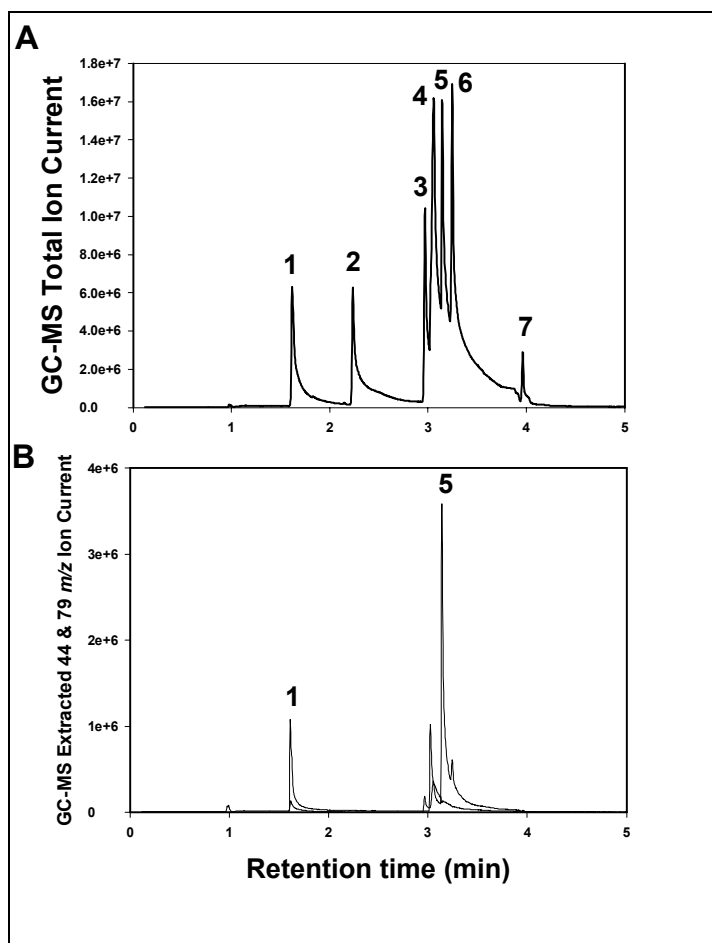 A
GC-MS Total Ion Current
1.8e+7
1.6e+7
1.4e+7
1.2e+7
1.0e+7
8.0e+6
6.0e+6
4.0e+6
2.0e+6
0.0
1
2
3
4
5
6
7
1 2 3 4 5
B
GC-MS Extracted 44 & 79 m/z Ion Current
4e+6
3e+6
2e+6
1e+6
0
1
5
0 1 2 3 4 5
Retention time (min)